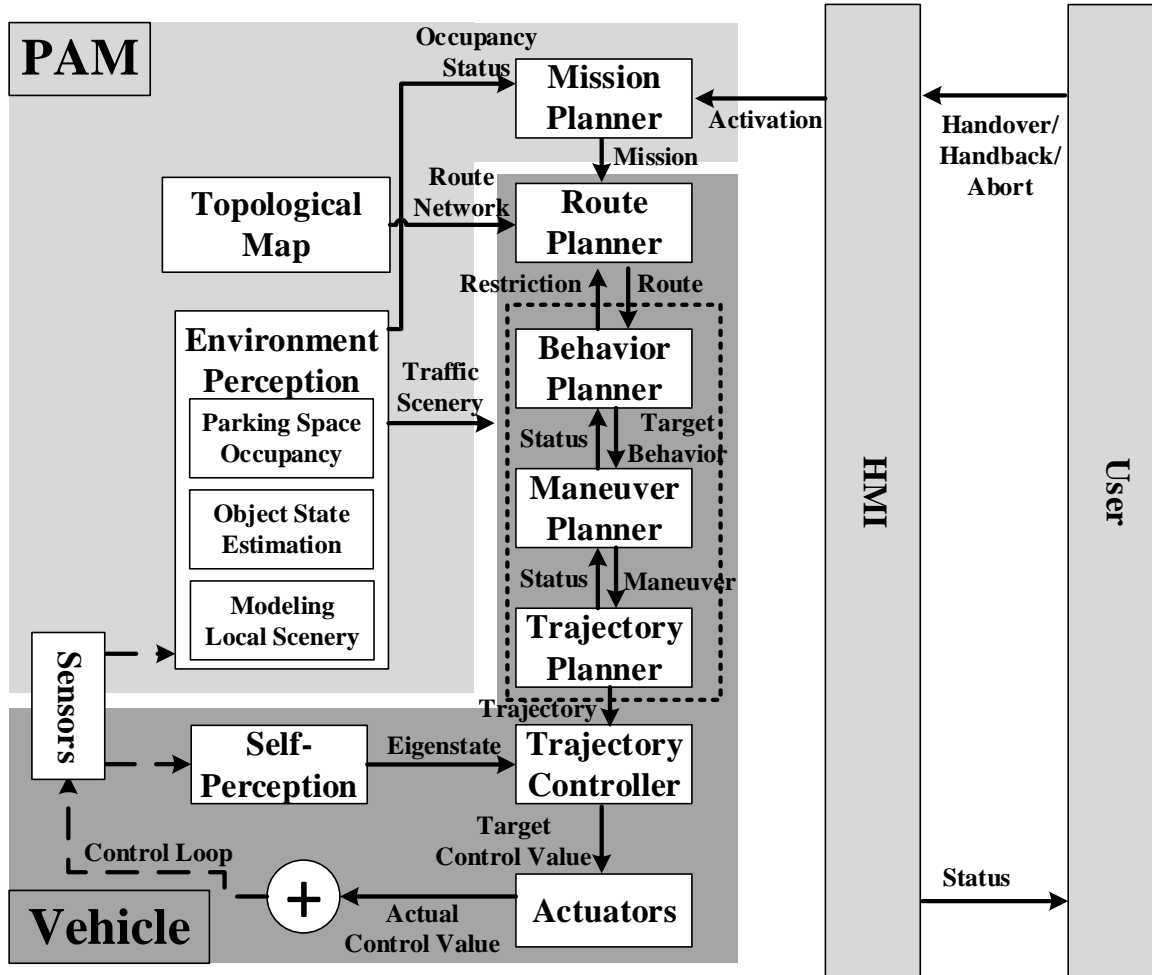 PAM
Occupancy
Status
Mission
Planner
Activation
Handover/
Handback/
Abort
Mission
Topological
Map
Route
Network
Route
Planner
Restriction
Route
Environment
Perception
Parking Space
Occupancy
Object State
Estimation
Modeling
Local Scenery
Traffic
Scenery
Behavior
Planner
Status
Target
Behavior
Maneuver
Planner
Status
Maneuver
Trajectory
Planner
HMI
User
Sensors
Trajectory
Self-
Perception
Eigenstate
Trajectory
Controller
Target
Control Value
Control Loop
+
Actual
Control Value
Actuators
Status
Vehicle